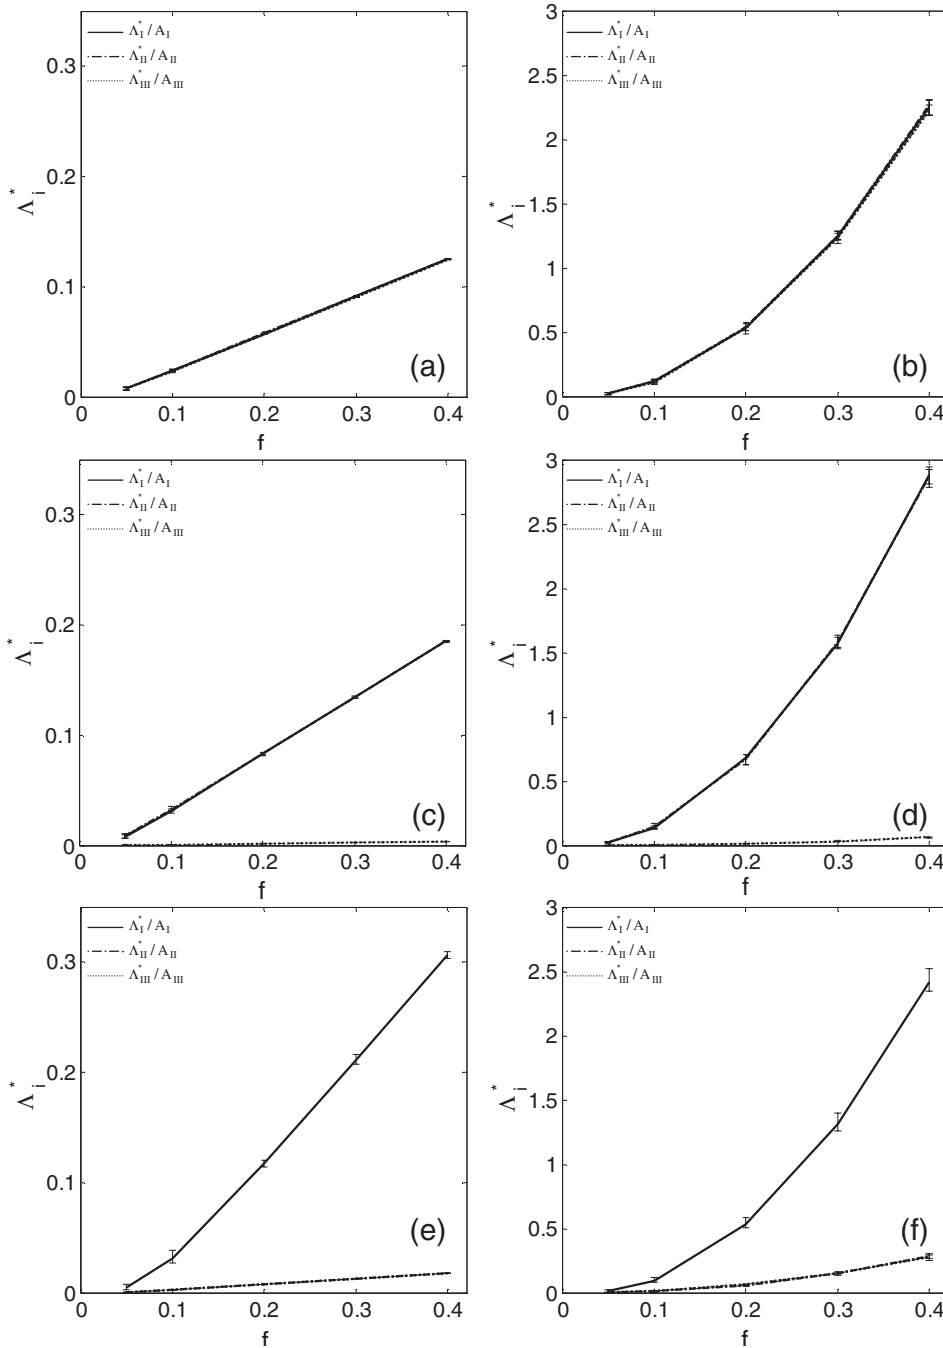 Λ*I / AI
Λ*II / AII
Λ*III / AIII
0.3
0.2
0.1
0
Λ*i
(a)
0 0.1 0.2 0.3 0.4
f
Λ*I / AI
Λ*II / AII
Λ*III / AIII
3
2.5
2
1.5
1
0.5
0
Λ*i
(b)
0 0.1 0.2 0.3 0.4
f
Λ*I / AI
Λ*II / AII
Λ*III / AIII
0.3
0.2
0.1
0
Λ*i
(c)
0 0.1 0.2 0.3 0.4
f
Λ*I / AI
Λ*II / AII
Λ*III / AIII
3
2.5
2
1.5
1
0.5
0
Λ*i
(d)
0 0.1 0.2 0.3 0.4
f
Λ*I / AI
Λ*II / AII
Λ*III / AIII
0.3
0.2
0.1
0
Λ*i
(e)
0 0.1 0.2 0.3 0.4
f
Λ*I / AI
Λ*II / AII
Λ*III / AIII
3
2.5
2
1.5
1
0.5
0
Λ*i
(f)
0 0.1 0.2 0.3 0.4
f